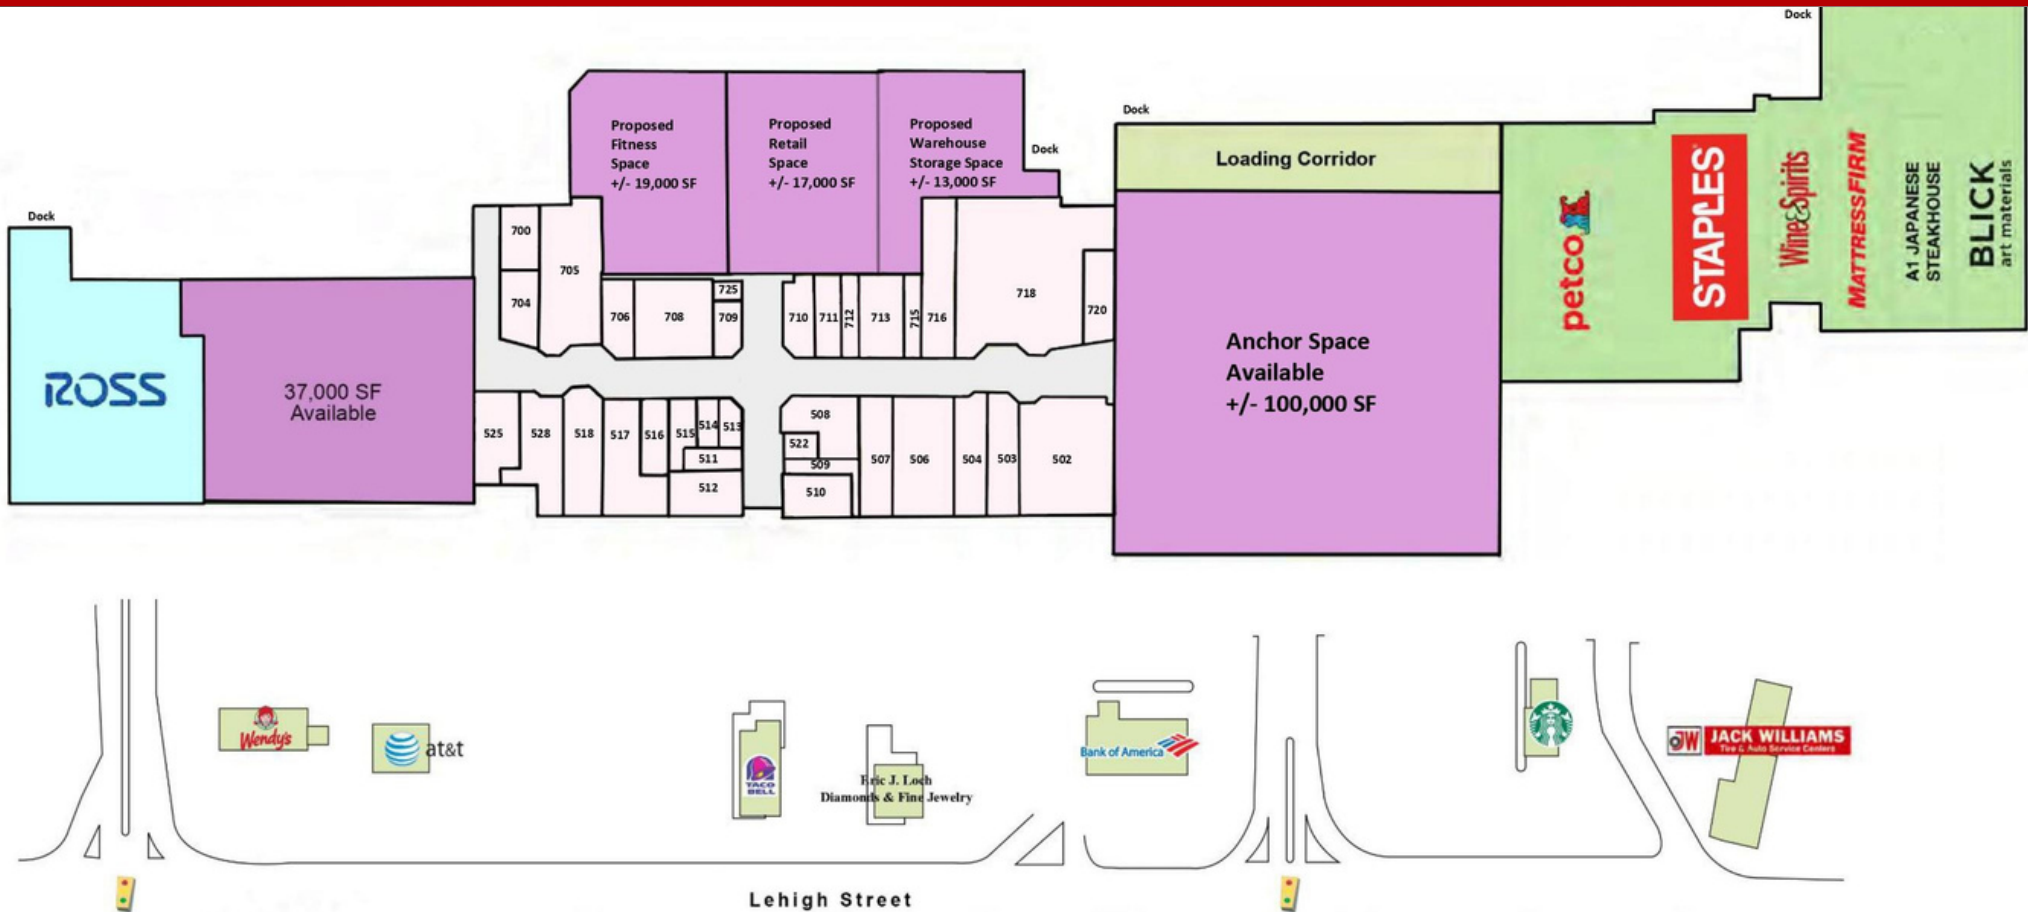 Dock
Dock
Dock
Dock
Proposed
Fitness
Space
+/- 19,000 SF
Proposed
Retail
Space
+/- 17,000 SF
Proposed
Warehouse
Storage Space
+/- 13,000 SF
Loading Corridor
ROSS
37,000 SF
Available
Anchor Space
Available
+/- 100,000 SF
petco
STAPLES
Wine&Spirits
MATTRESSFIRM
A1 JAPANESE
STEAKHOUSE
BLICK
art materials
700
704
705
706
708
725
709
710
711
712
713
715
716
718
720
525
528
518
517
516
515
514
513
511
512
508
522
509
510
507
506
504
503
502
Wendy's
at&t
TACO
BELL
Eric J. Loch
Diamonds & Fine Jewelry
Bank of America
JW
JACK WILLIAMS
Tire & Auto Service Centers
Lehigh Street